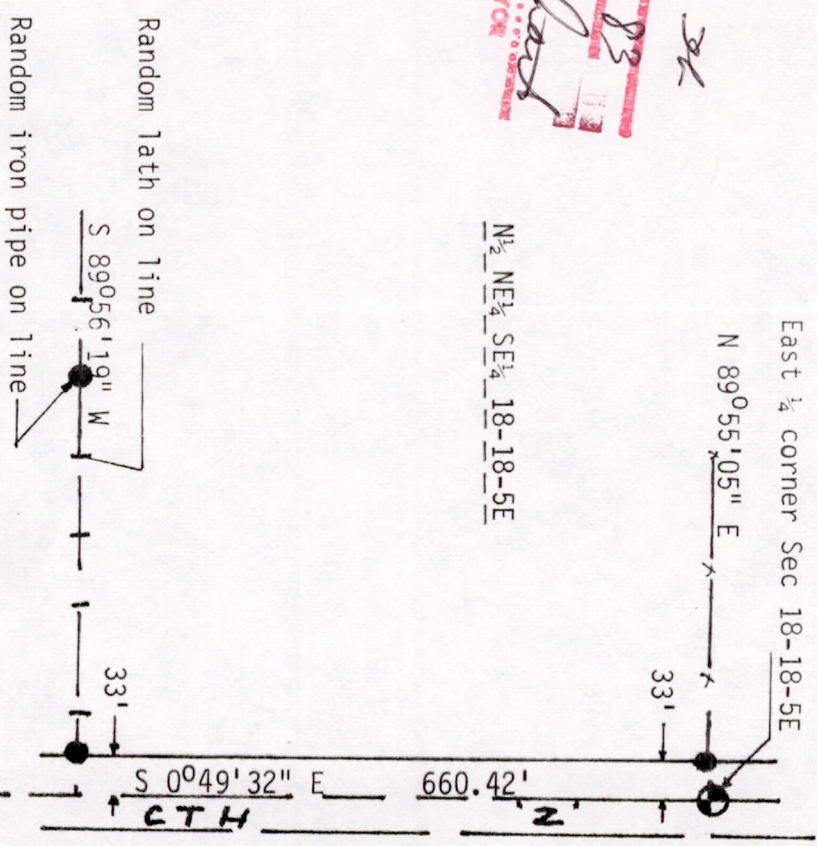 83
East ¼ corner Sec 18-18-5E
N 89°55'05" E
N½ NE¼ SE¼ 18-18-5E
Random lath on line
S 89°56'19" W
Random iron pipe on line
33'
33'
S 0°49'32" E 660.42'
CTH 'Z'